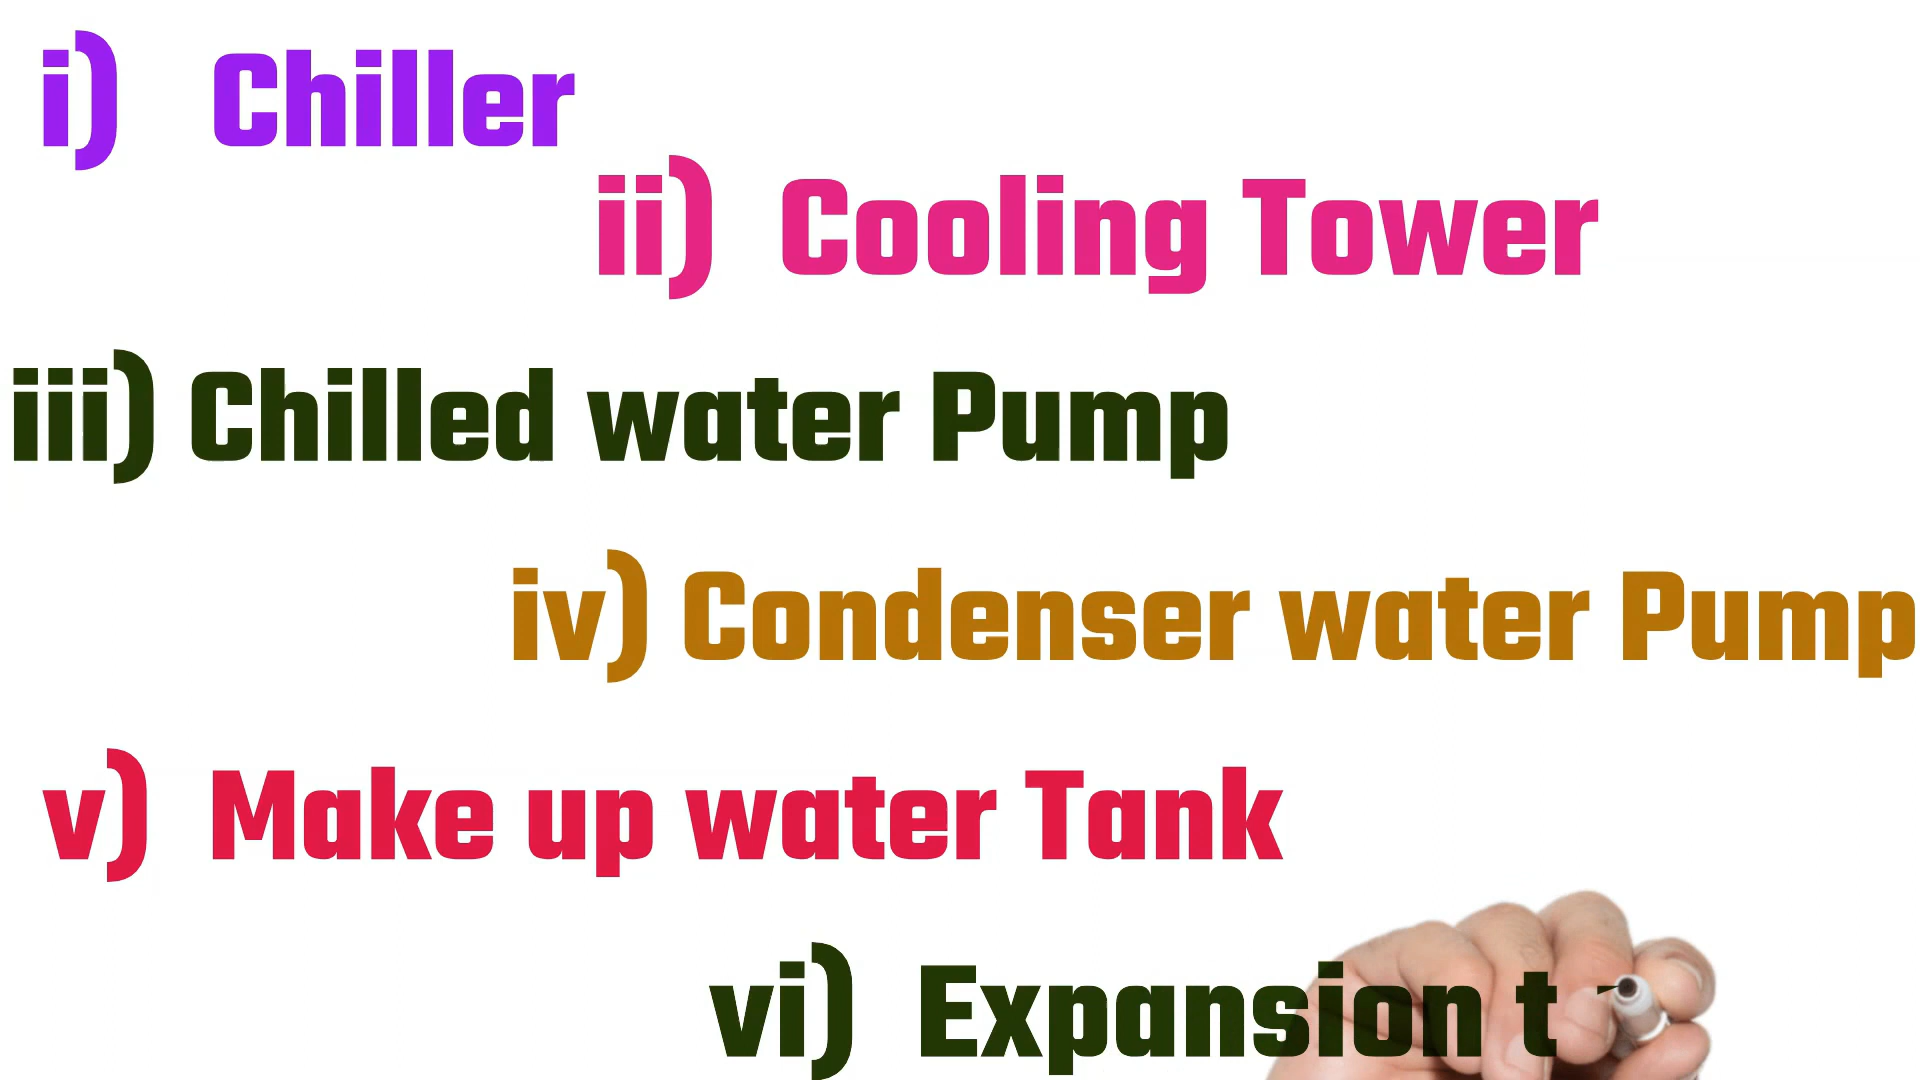 i) Chiller
ii) Cooling Tower
iii) Chilled water Pump
iv) Condenser water Pump
v) Make up water Tank
vi) Expansion t